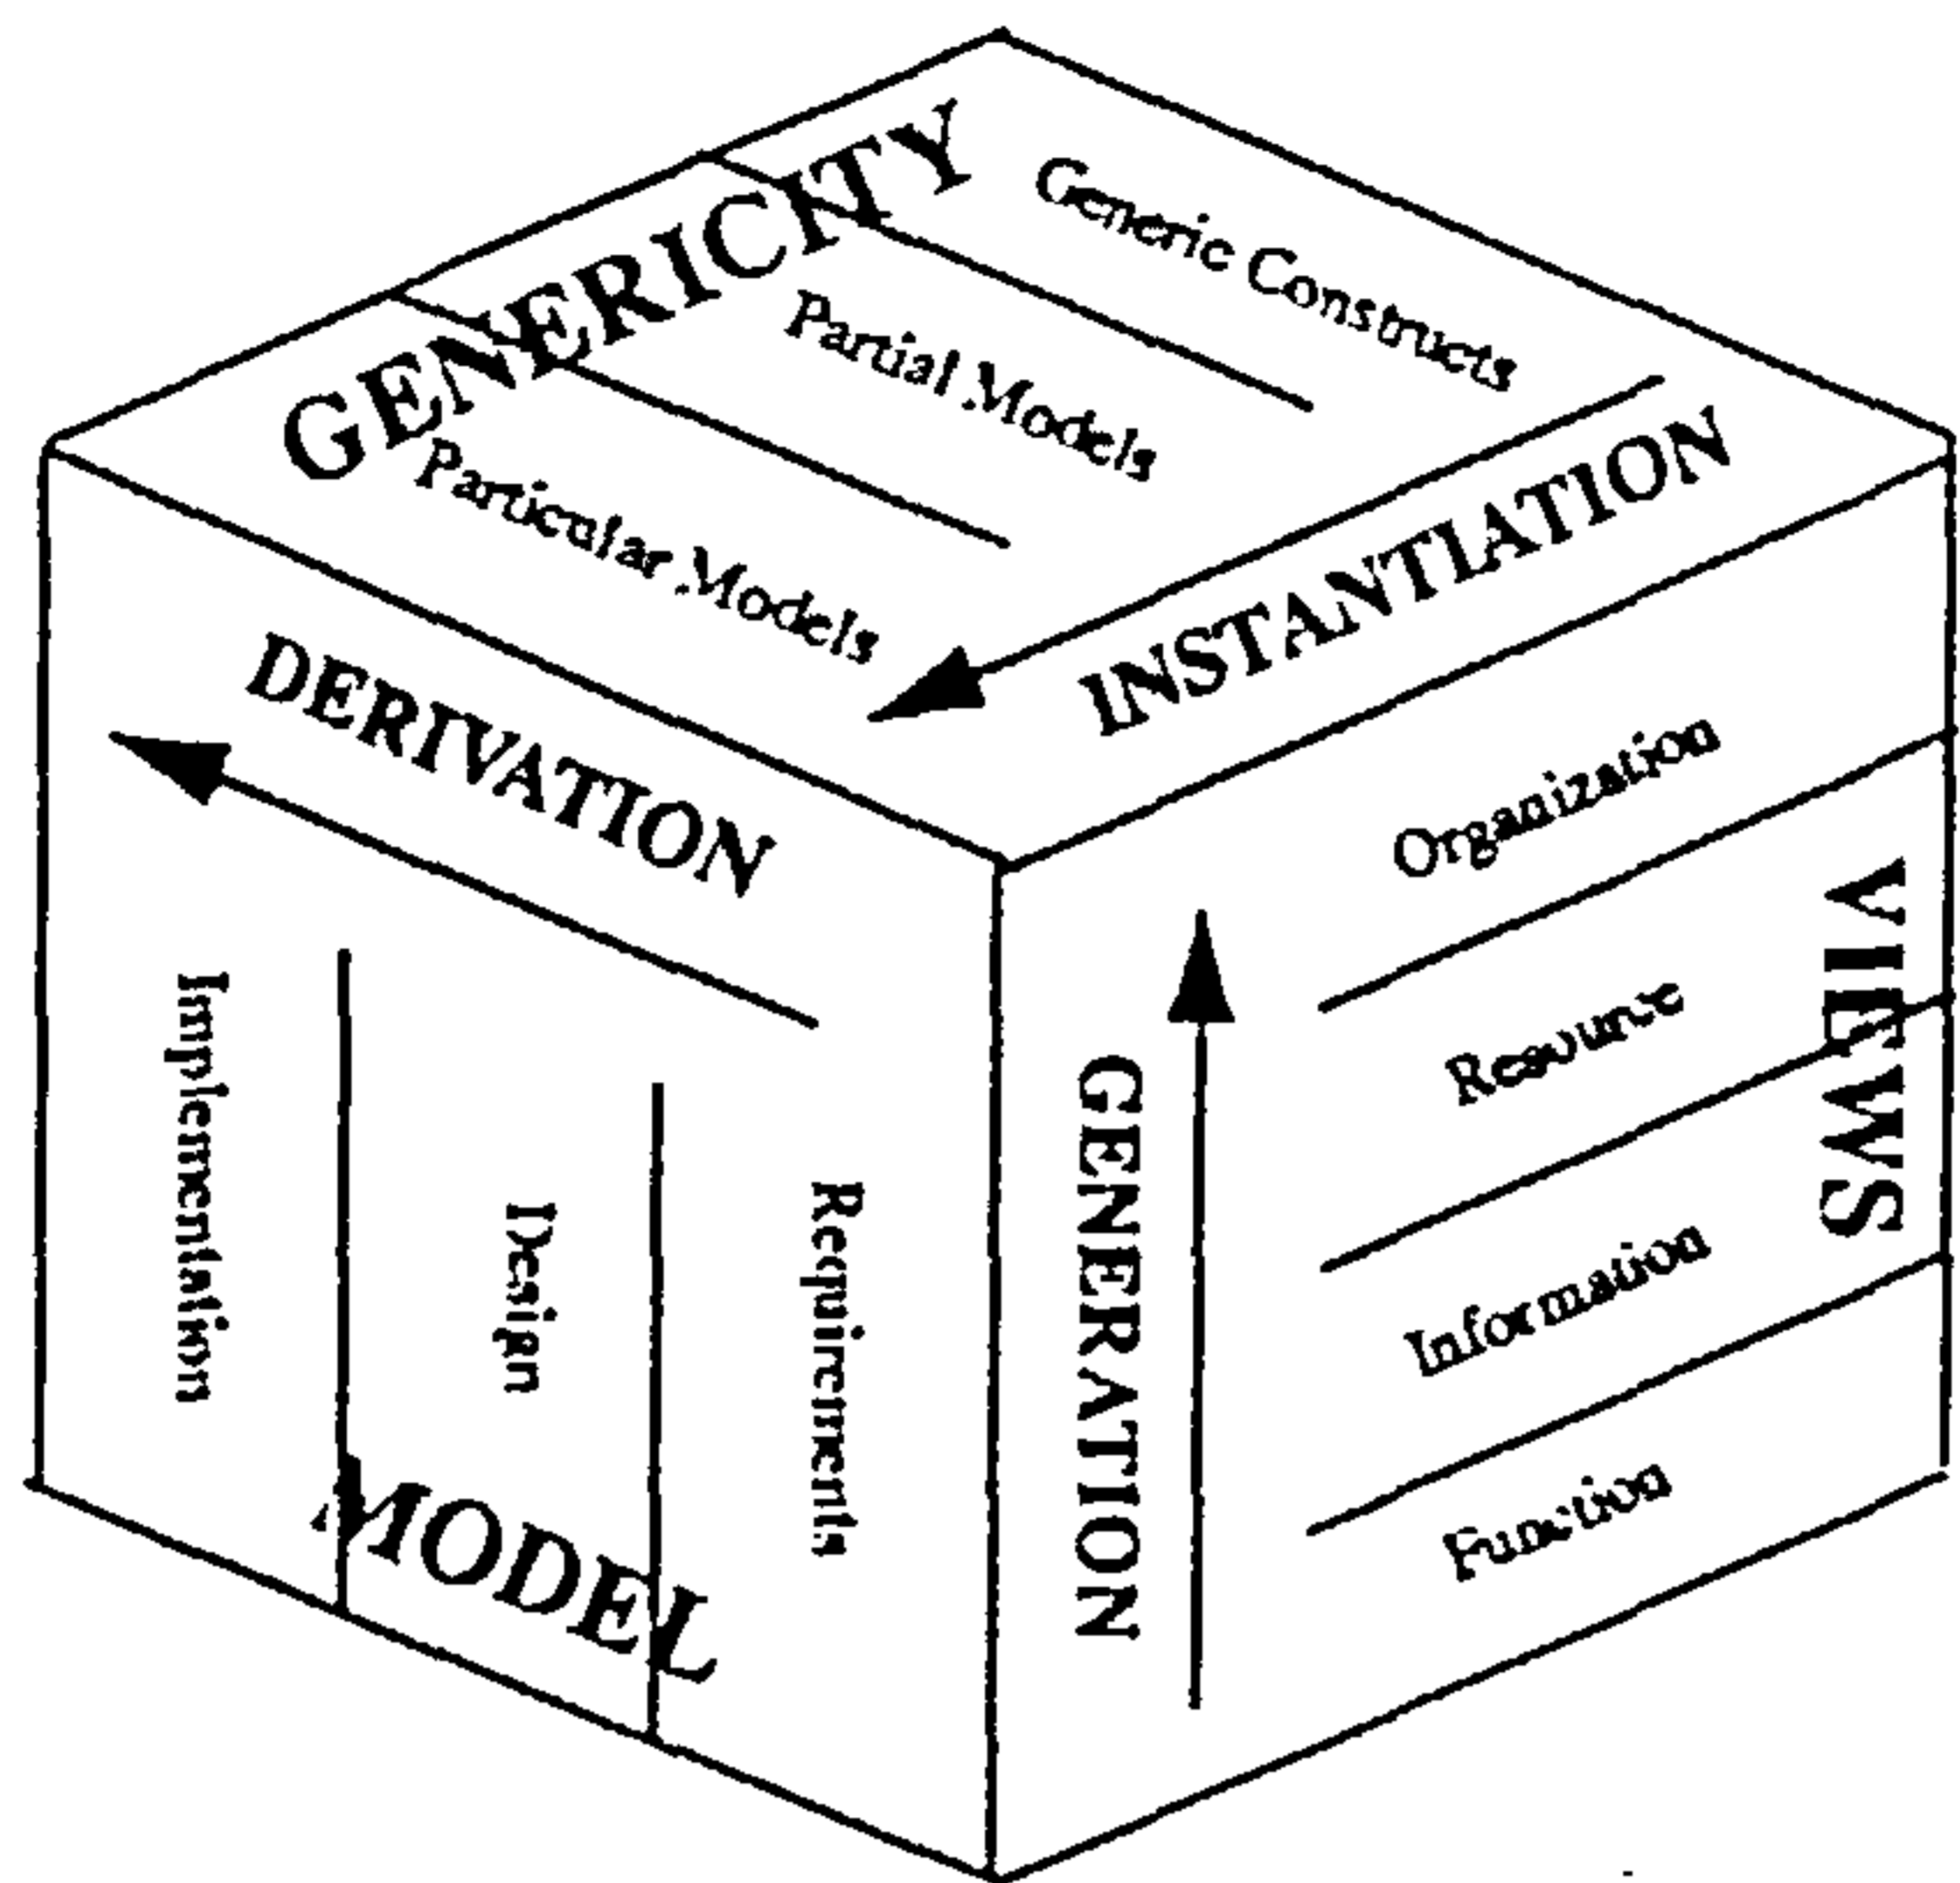 GENERICITY
Generic Constructs
Partial Models
Particular Models
INSTANTIATION
DERIVATION
Implementation
Design
Requirements
MODEL
GENERATION
VIEWS
Organization
Resource
Information
Function